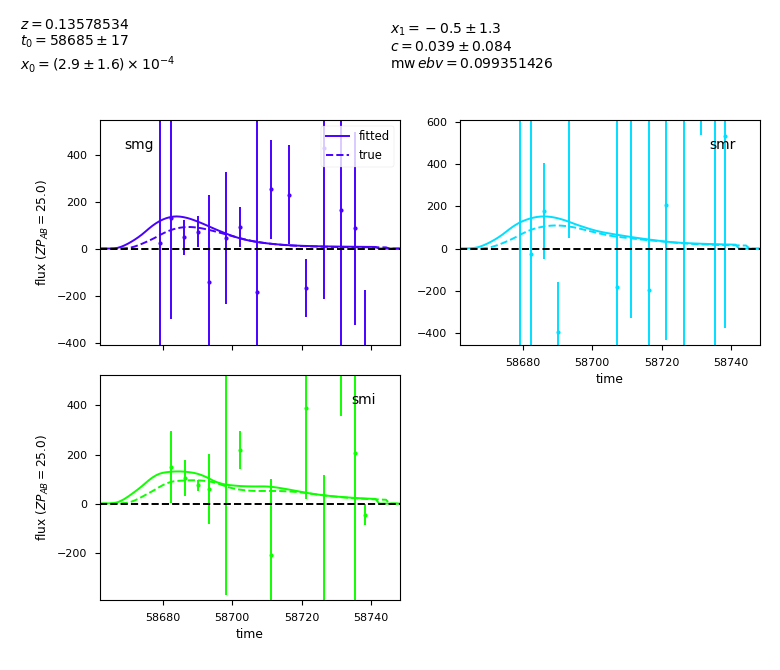 z = 0.13578534
t₀ = 58685 ± 17
x₀ = (2.9 ± 1.6) × 10⁻⁴
x₁ = −0.5 ± 1.3
c = 0.039 ± 0.084
mw ebv = 0.099351426
smg
fitted
true
flux (ZP_AB = 25.0)
400
200
0
−200
−400
smr
600
400
200
0
−200
−400
58680
58700
58720
58740
time
smi
flux (ZP_AB = 25.0)
400
200
0
−200
58680
58700
58720
58740
time